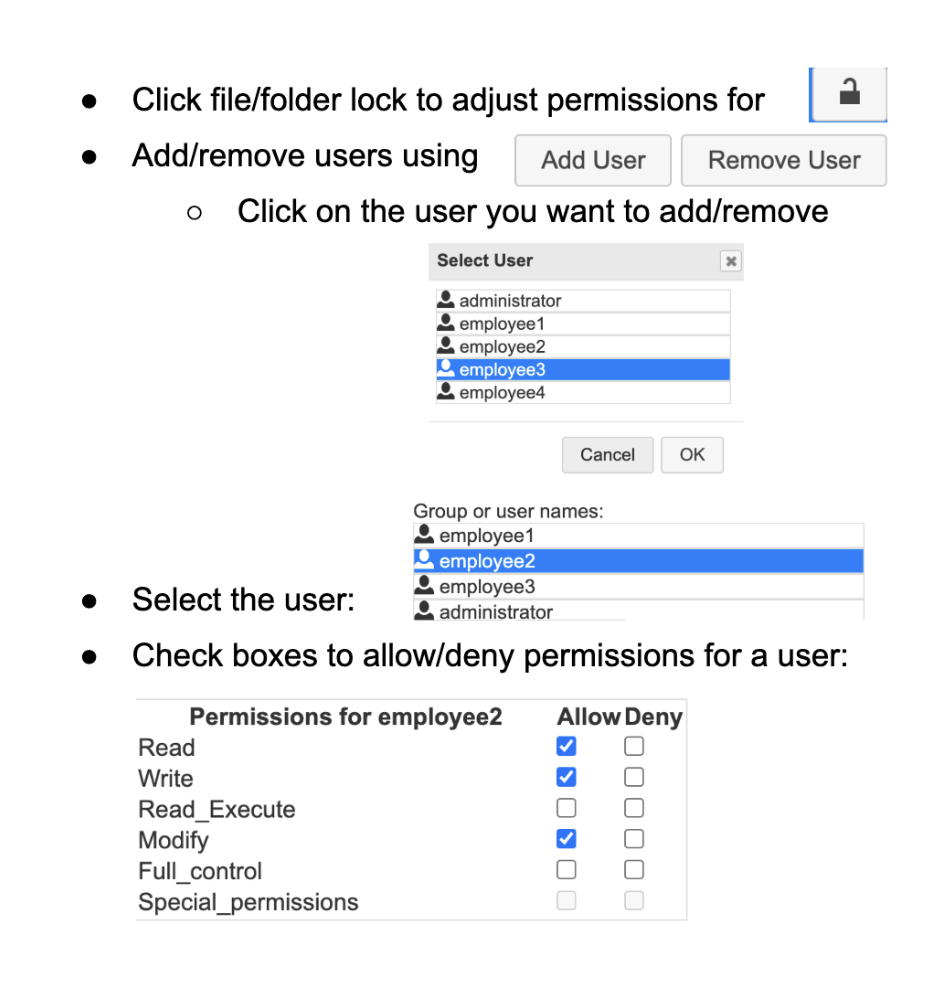 ● Click file/folder lock to adjust permissions for
● Add/remove users using Add User Remove User
○ Click on the user you want to add/remove
Select User
administrator
employee1
employee2
employee3
employee4
Cancel OK
Group or user names:
employee1
employee2
employee3
administrator
● Select the user:
● Check boxes to allow/deny permissions for a user:
Permissions for employee2 Allow Deny
Read
Write
Read_Execute
Modify
Full_control
Special_permissions